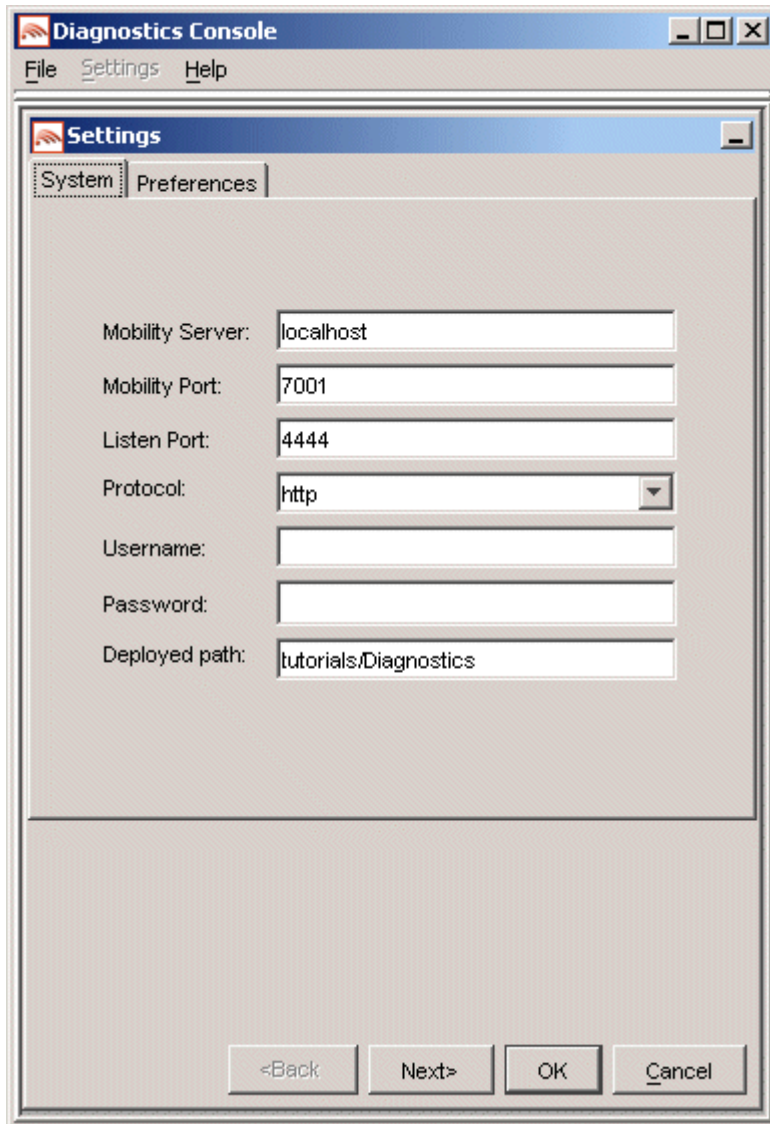 Diagnostics Console
File Settings Help
Settings
System Preferences
Mobility Server: localhost
Mobility Port: 7001
Listen Port: 4444
Protocol: http
Username:
Password:
Deployed path: tutorials/Diagnostics
<Back Next> OK Cancel